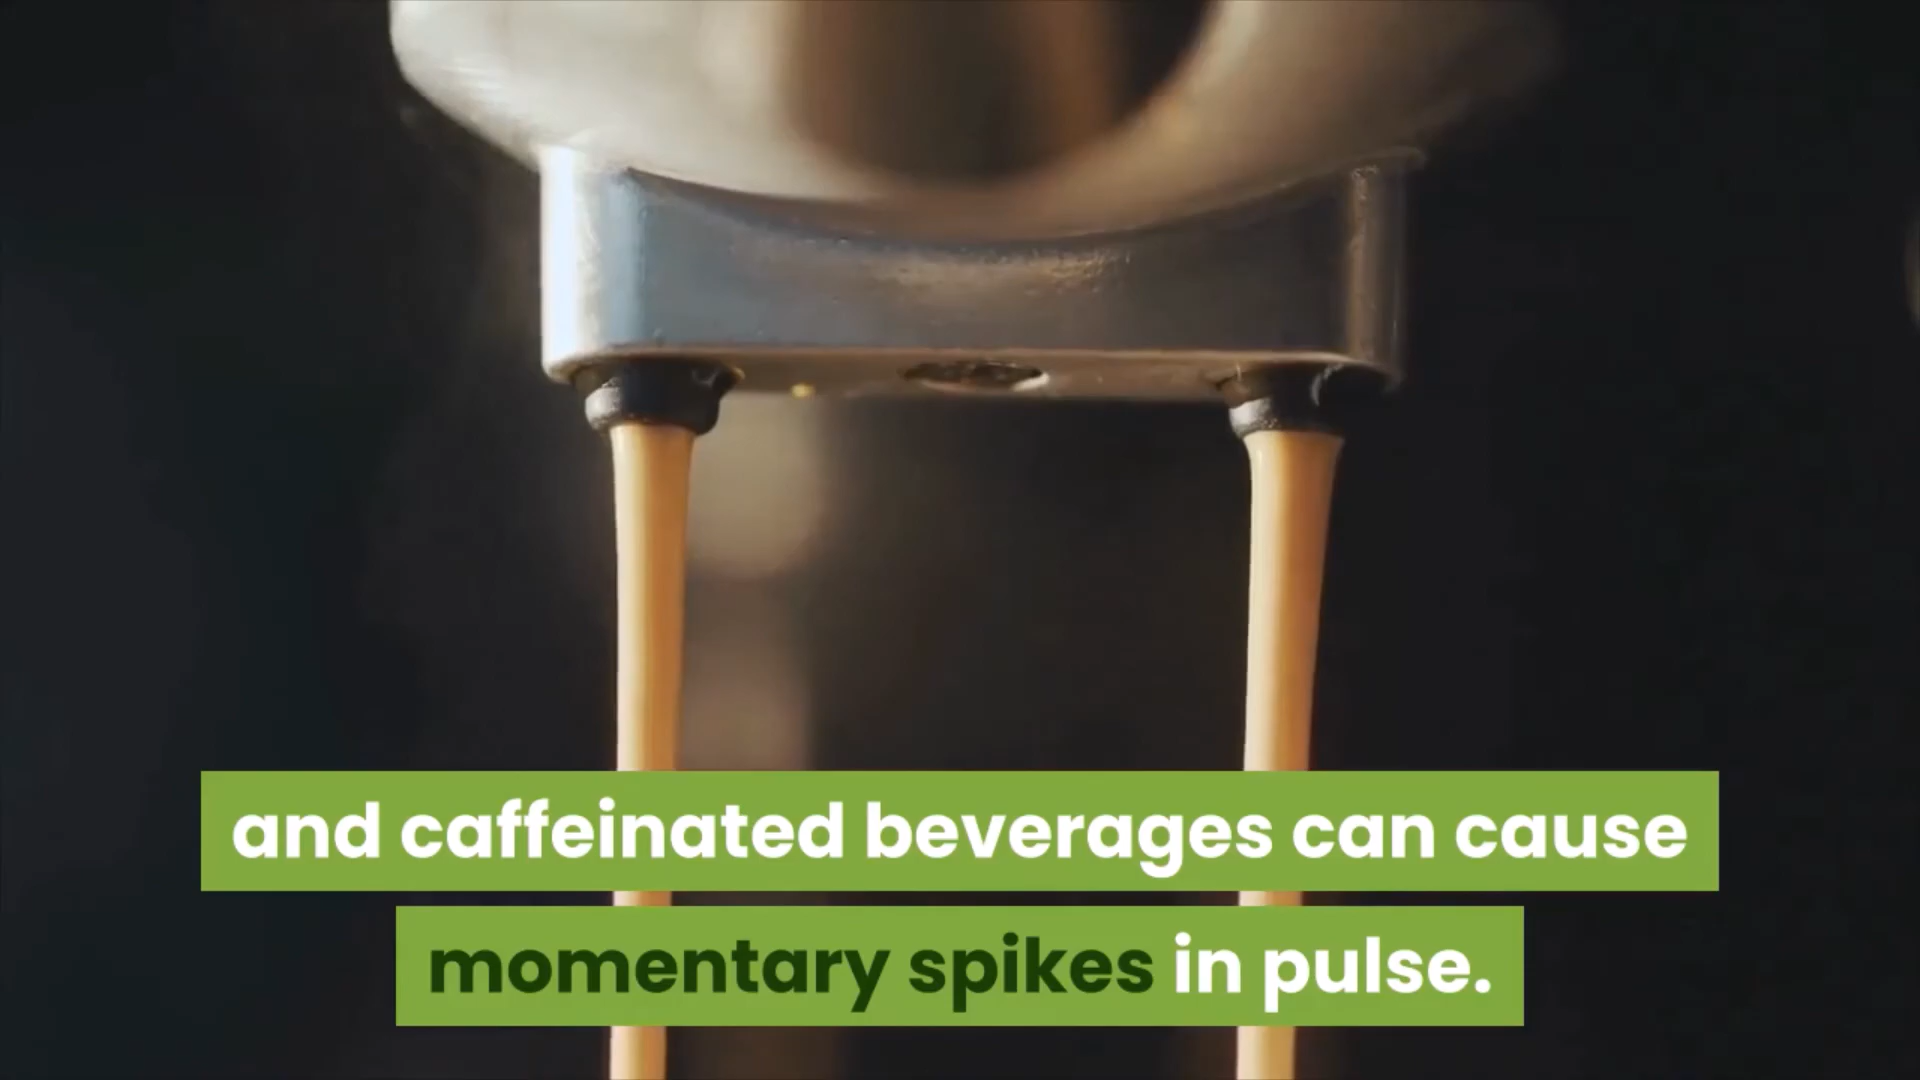 and caffeinated beverages can cause
momentary spikes in pulse.